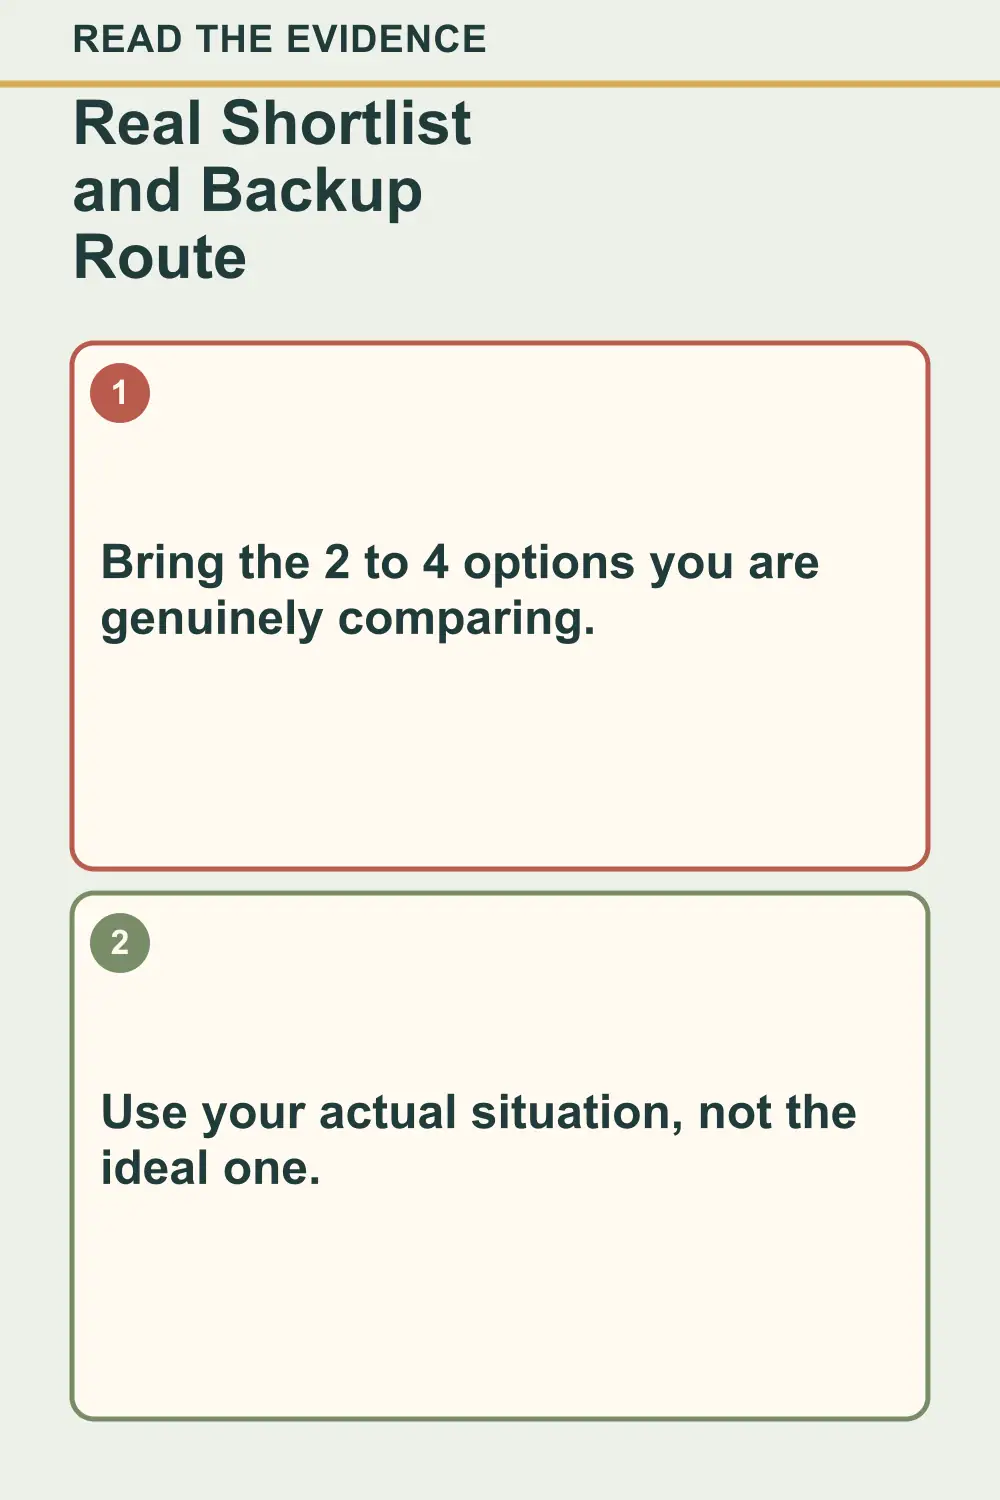 READ THE EVIDENCE
Real Shortlist
and Backup
Route
1
Bring the 2 to 4 options you are
genuinely comparing.
2
Use your actual situation, not the
ideal one.